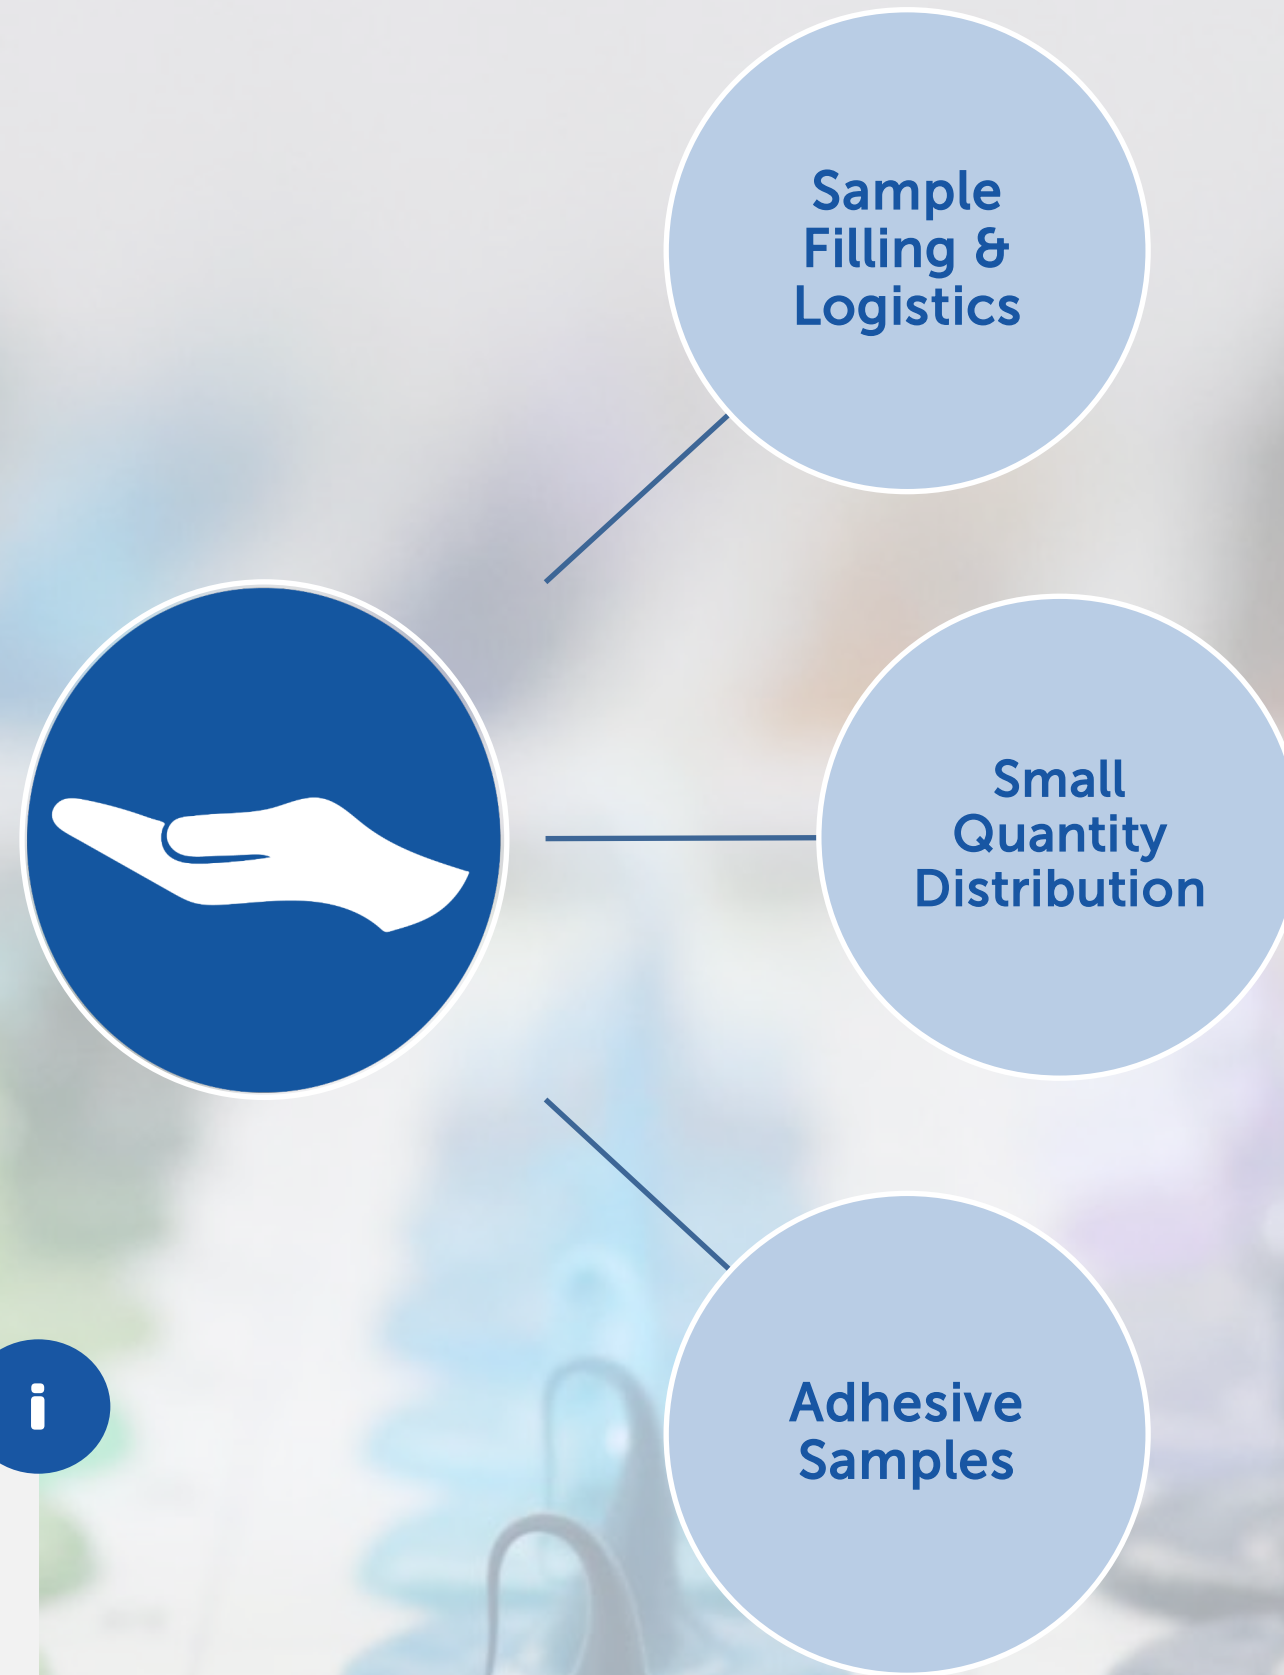 Sample
Filling &
Logistics
Small
Quantity
Distribution
i
Adhesive
Samples